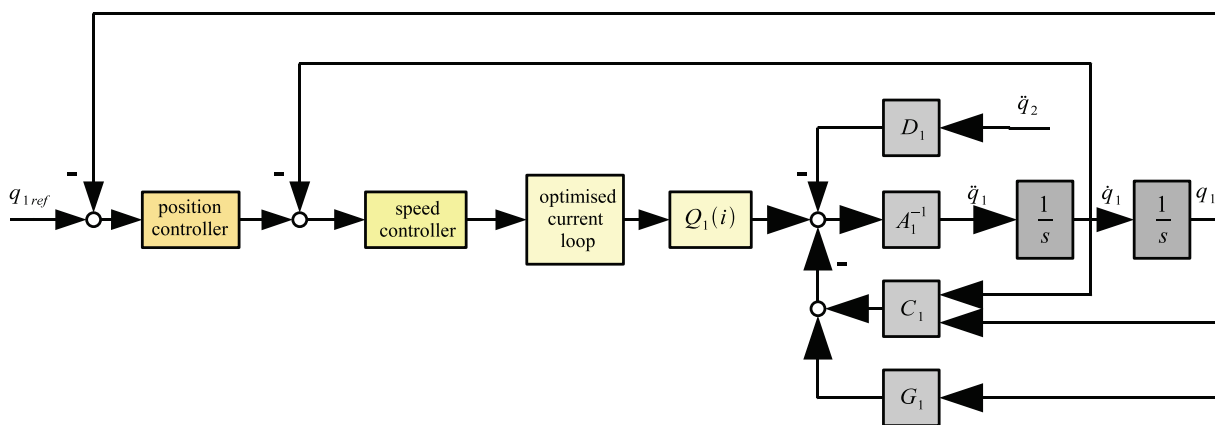 q̈₂
D₁
-
-
-
q₁ᵣₑf
position
controller
speed
controller
optimised
current
loop
Q₁(i)
A₁⁻¹
q̈₁
1
s
q̇₁
1
s
q₁
-
C₁
G₁